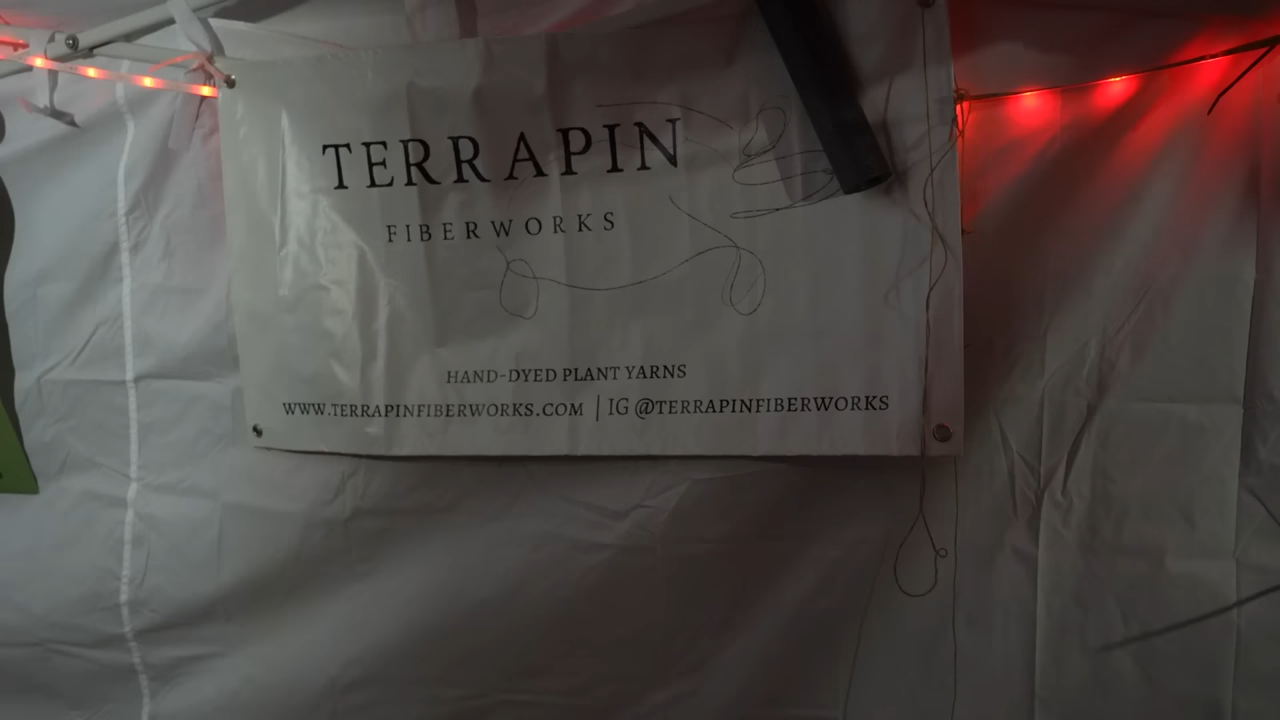 TERRAPIN
FIBERWORKS
HAND-DYED PLANT YARNS
WWW.TERRAPINFIBERWORKS.COM | IG @TERRAPINFIBERWORKS